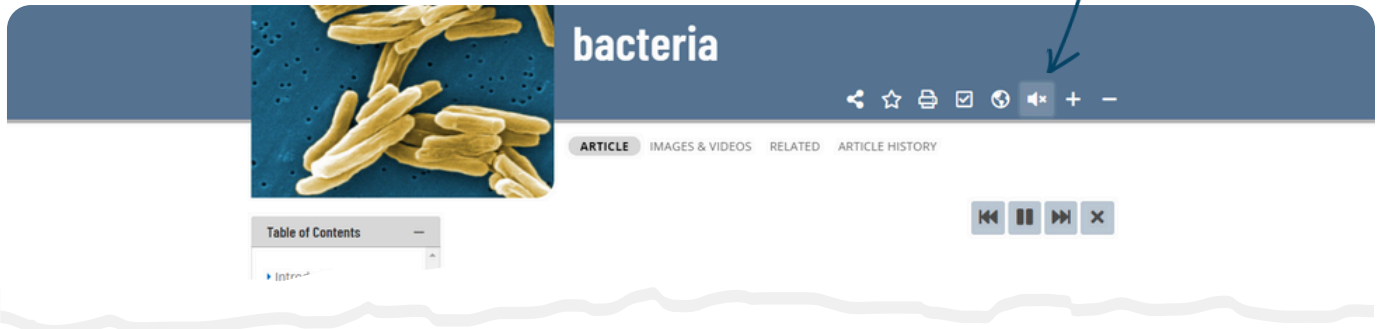 bacteria
ARTICLE IMAGES & VIDEOS RELATED ARTICLE HISTORY
Table of Contents